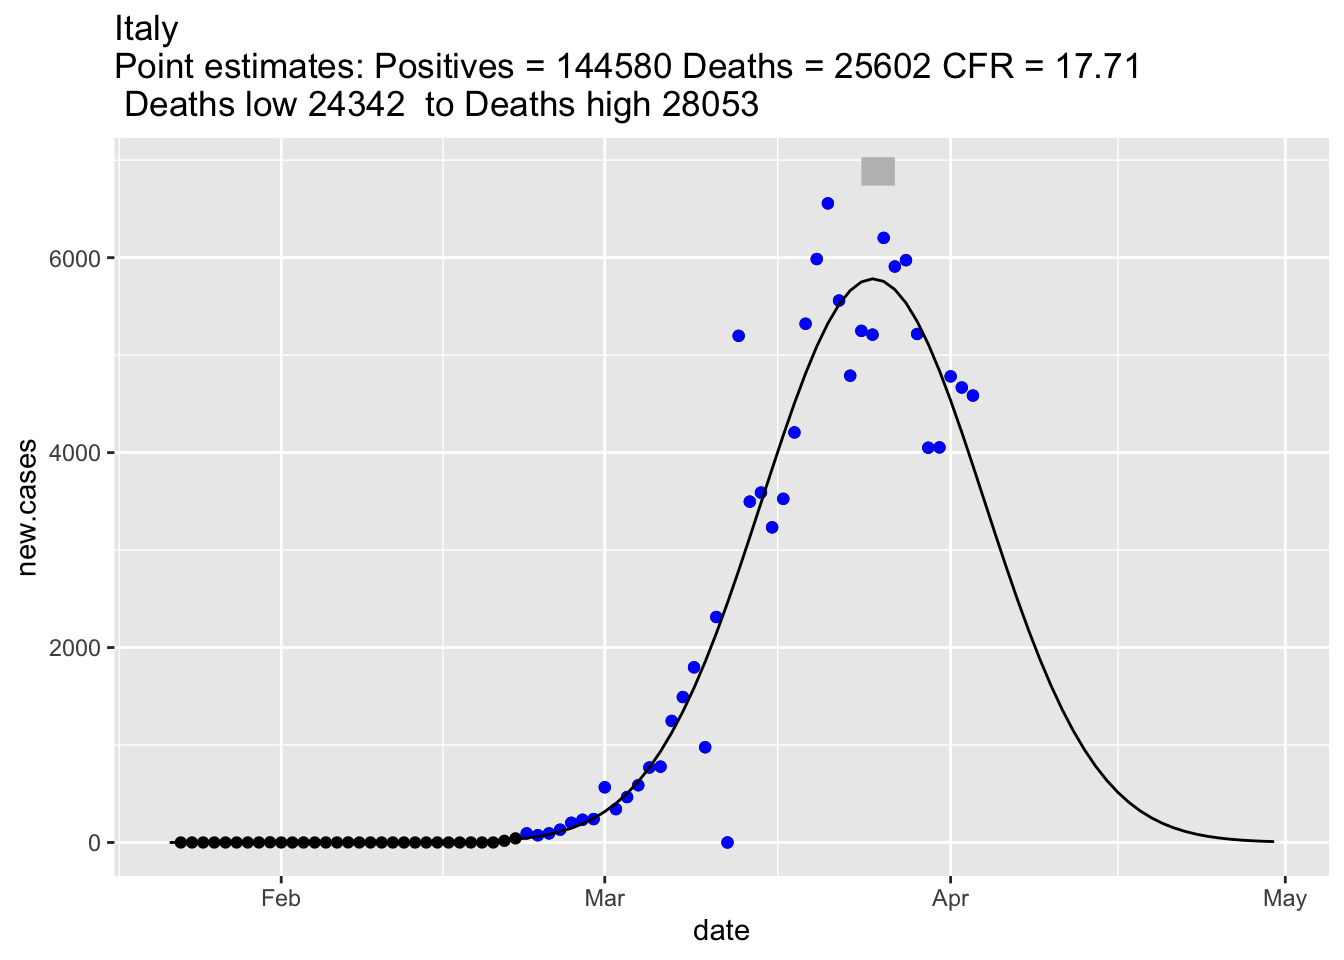 Italy
Point estimates: Positives = 144580 Deaths = 25602 CFR = 17.71
Deaths low 24342  to Deaths high 28053
6000
4000
2000
0
new.cases
Feb Mar Apr May
date